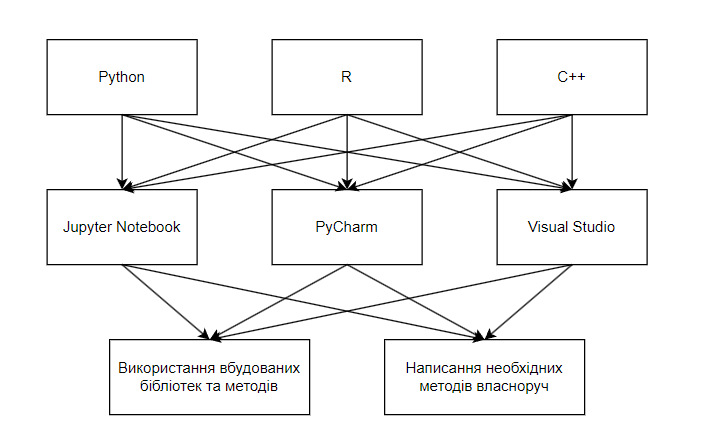 Python
R
C++
Jupyter Notebook
PyCharm
Visual Studio
Використання вбудованих
бібліотек та методів
Написання необхідних
методів власноруч